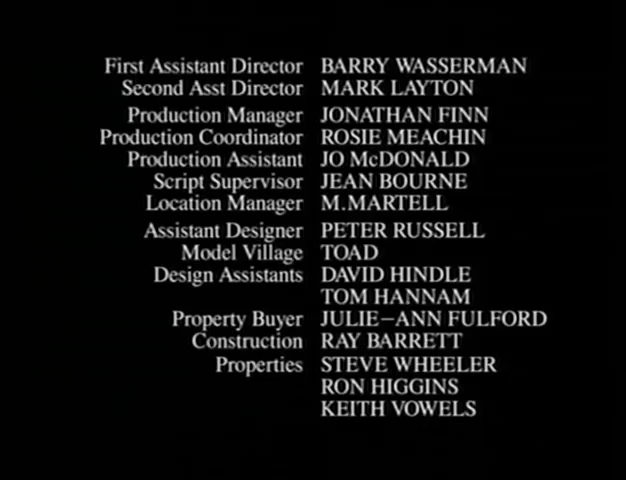 First Assistant Director BARRY WASSERMAN
Second Asst Director MARK LAYTON
Production Manager JONATHAN FINN
Production Coordinator ROSIE MEACHIN
Production Assistant JO McDONALD
Script Supervisor JEAN BOURNE
Location Manager M.MARTELL
Assistant Designer PETER RUSSELL
Model Village TOAD
Design Assistants DAVID HINDLE
TOM HANNAM
Property Buyer JULIE–ANN FULFORD
Construction RAY BARRETT
Properties STEVE WHEELER
RON HIGGINS
KEITH VOWELS